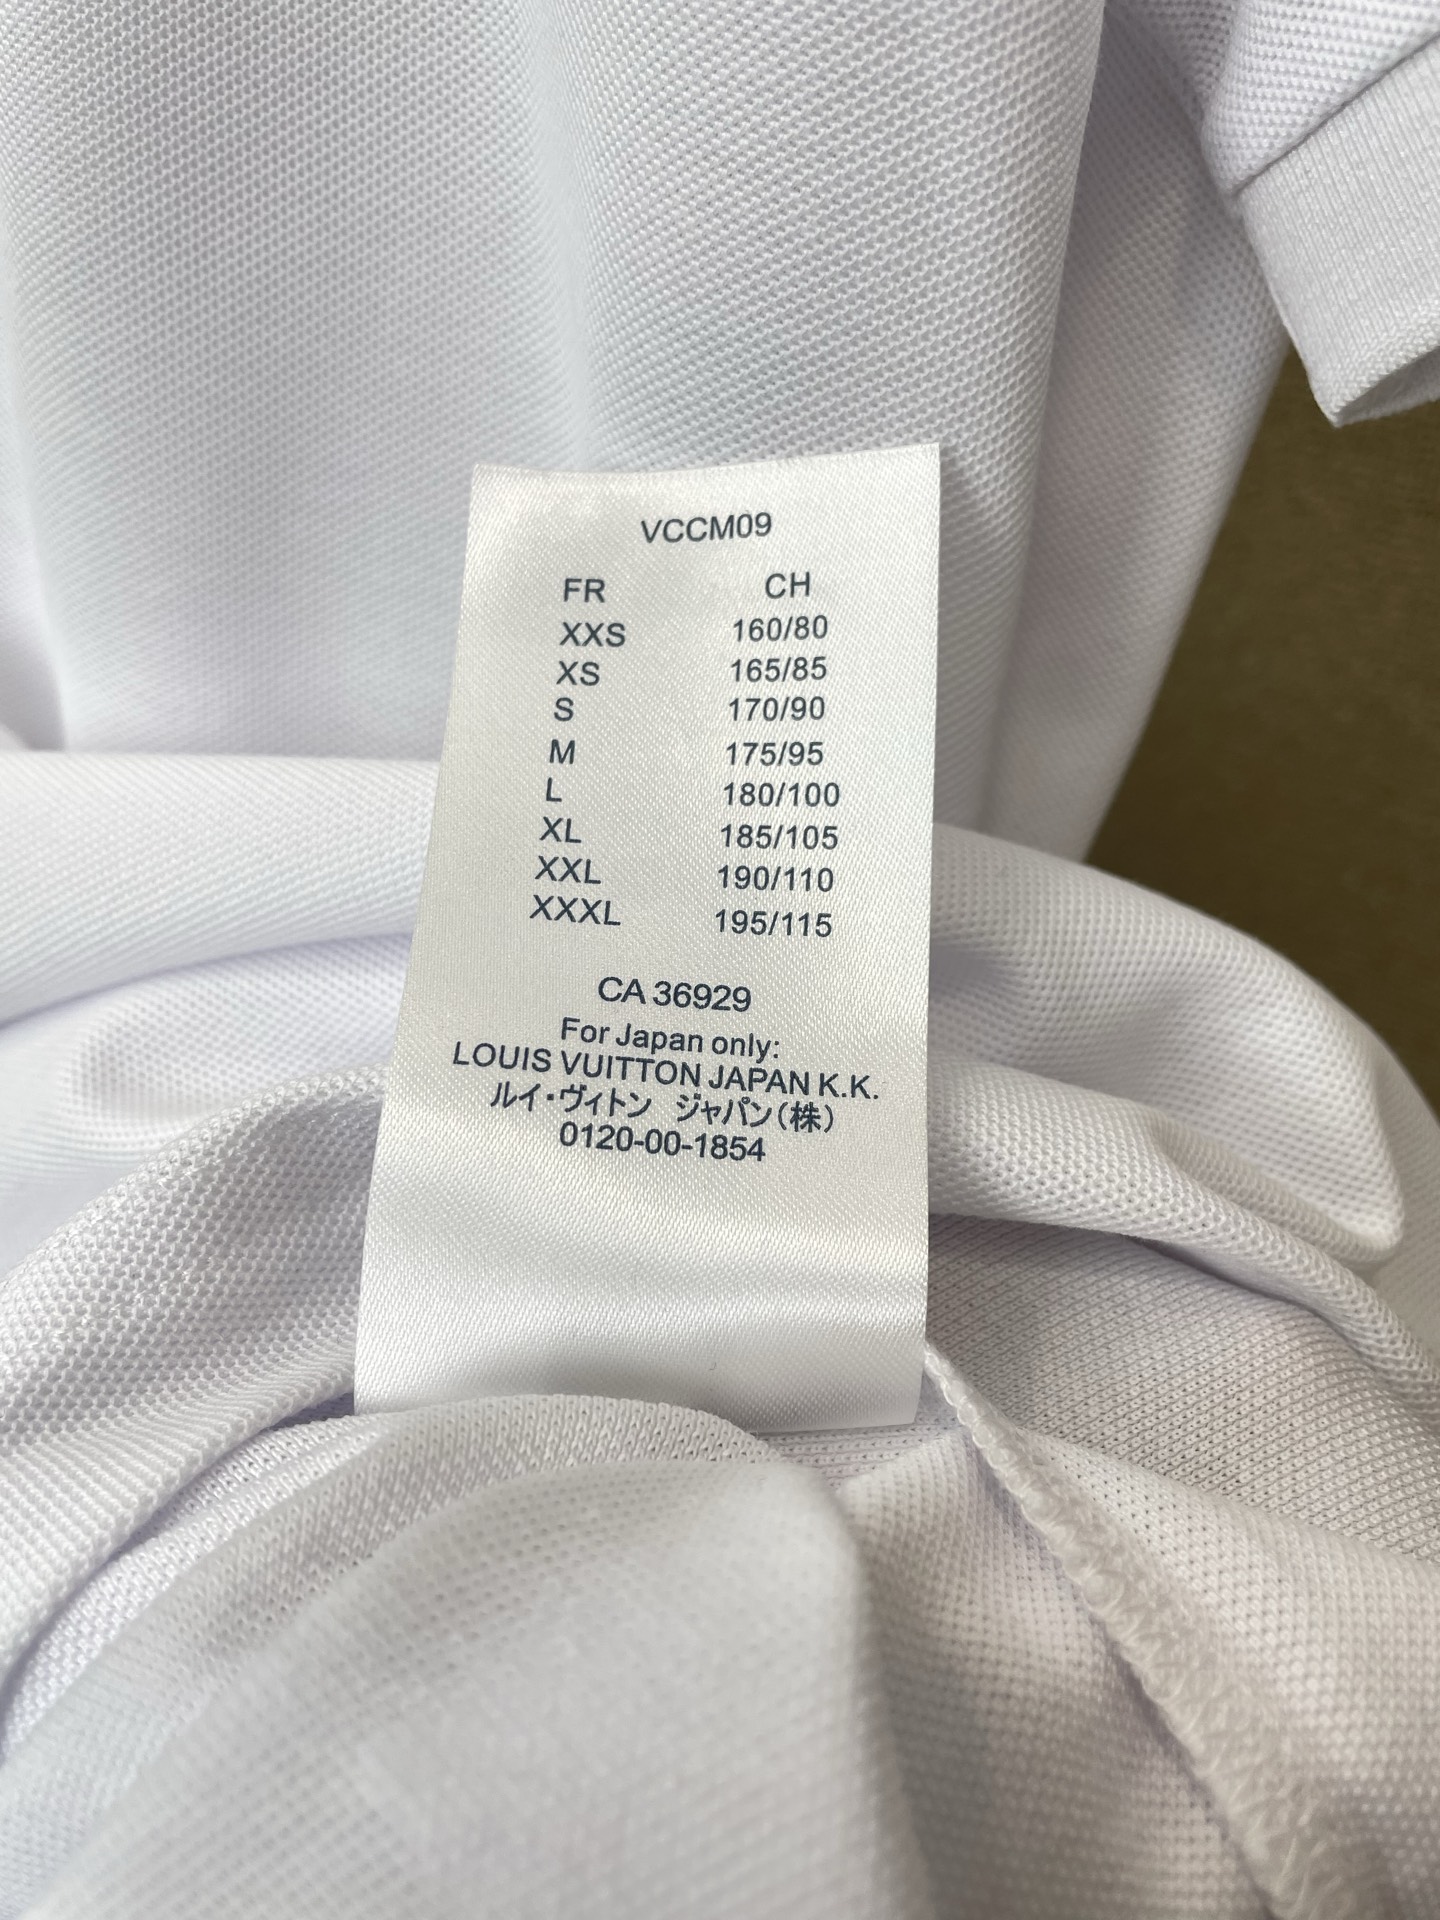 VCCM09
FR CH
XXS 160/80
XS 165/85
S 170/90
M 175/95
L 180/100
XL 185/105
XXL 190/110
XXXL 195/115
CA 36929
For Japan only:
LOUIS VUITTON JAPAN K.K.
ルイ・ヴィトン ジャパン(株)
0120-00-1854